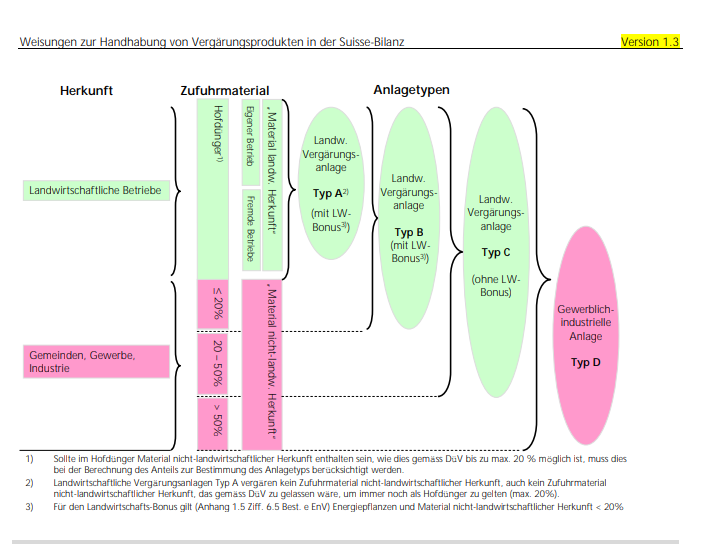 Weisungen zur Handhabung von Vergärungsprodukten in der Suisse-Bilanz
Version 1.3
Herkunft
Zufuhrmaterial
Anlagetypen
Landwirtschaftliche Betriebe
Gemeinden, Gewerbe,
Industrie
Hofdünger1)
≤ 20%
20 – 50%
> 50%
Eigener Betrieb
Fremde Betriebe
„Material landw. Herkunft“
„Material nicht-landw. Herkunft“
Landw.
Vergärungs-
anlage
Typ A2)
(mit LW-
Bonus3))
Landw.
Vergärungs-
anlage
Typ B
(mit LW-
Bonus3))
Landw.
Vergärungs-
anlage
Typ C
(ohne LW-
Bonus)
Gewerblich-
industrielle
Anlage
Typ D
1) Sollte im Hofdünger Material nicht-landwirtschaftlicher Herkunft enthalten sein, wie dies gemäss DüV bis zu max. 20 % möglich ist, muss dies
bei der Berechnung des Anteils zur Bestimmung des Anlagetyps berücksichtigt werden.
2) Landwirtschaftliche Vergärungsanlagen Typ A vergären kein Zufuhrmaterial nicht-landwirtschaftlicher Herkunft, auch kein Zufuhrmaterial
nicht-landwirtschaftlicher Herkunft, das gemäss DüV zu gelassen wäre, um immer noch als Hofdünger zu gelten (max. 20%).
3) Für den Landwirtschafts-Bonus gilt (Anhang 1.5 Ziff. 6.5 Best. e EnV) Energiepflanzen und Material nicht-landwirtschaftlicher Herkunft < 20%